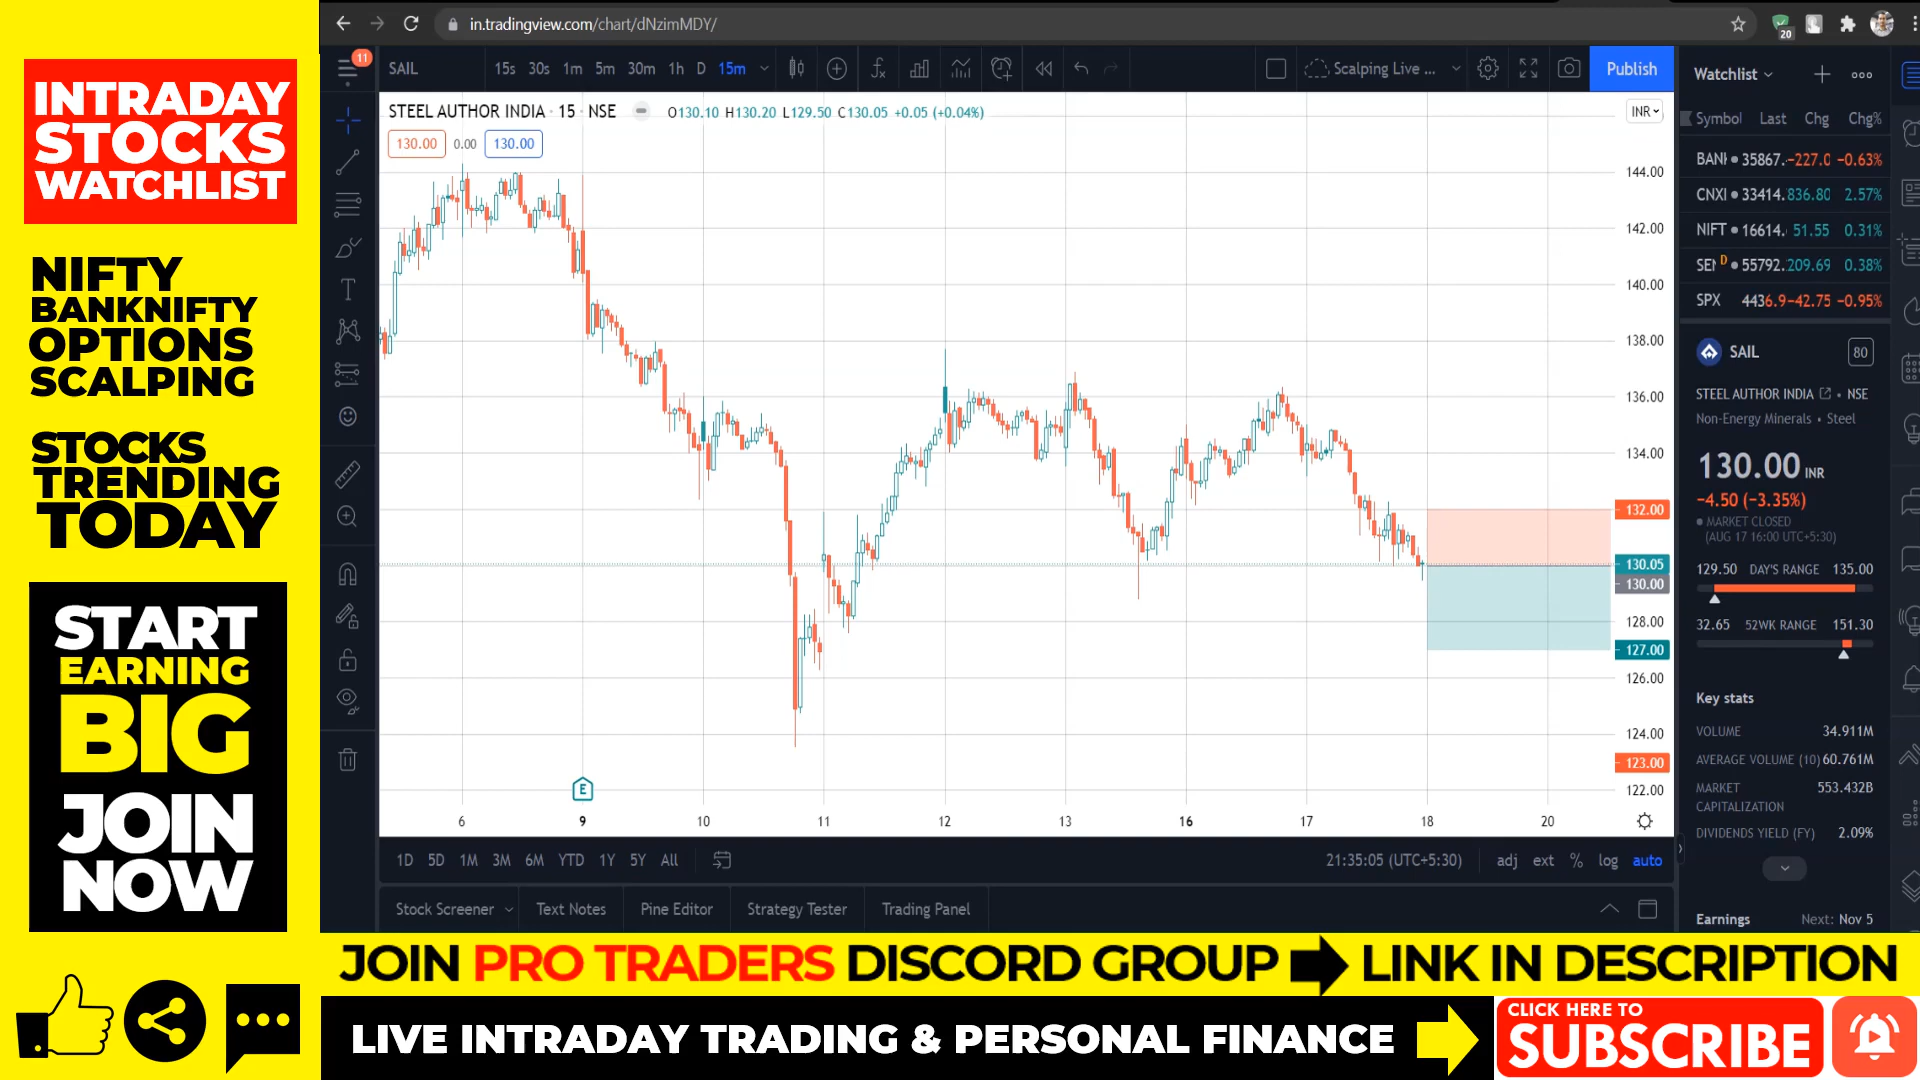 INTRADAY
STOCKS
WATCHLIST
NIFTY
BANKNIFTY
OPTIONS
SCALPING
STOCKS
TRENDING
TODAY
START
EARNING
BIG
JOIN
NOW
in.tradingview.com/chart/dNzimMDY/
20
11
SAIL 15s 30s 1m 5m 30m 1h D 15m
Scalping Live ... Publish
STEEL AUTHOR INDIA · 15 · NSE O130.10 H130.20 L129.50 C130.05 +0.05 (+0.04%)
130.00 0.00 130.00
INR
144.00
142.00
140.00
138.00
136.00
134.00
132.00
130.05
130.00
128.00
127.00
126.00
124.00
123.00
122.00
E
6 9 10 11 12 13 16 17 18 20
1D 5D 1M 3M 6M YTD 1Y 5Y All
21:35:05 (UTC+5:30) adj ext % log auto
Stock Screener Text Notes Pine Editor Strategy Tester Trading Panel
Watchlist
Symbol Last Chg Chg%
BANK 35867. -227.0 -0.63%
CNXI 33414. 836.80 2.57%
NIFT 16614. 51.55 0.31%
SEN D 55792. 209.69 0.38%
SPX 4436.9 -42.75 -0.95%
SAIL 80
STEEL AUTHOR INDIA • NSE
Non-Energy Minerals • Steel
130.00 INR
−4.50 (−3.35%)
MARKET CLOSED
(AUG 17 16:00 UTC+5:30)
129.50 DAY'S RANGE 135.00
32.65 52WK RANGE 151.30
Key stats
VOLUME 34.911M
AVERAGE VOLUME (10) 60.761M
MARKET CAPITALIZATION 553.432B
DIVIDENDS YIELD (FY) 2.09%
Earnings Next: Nov 5
JOIN PRO TRADERS DISCORD GROUP LINK IN DESCRIPTION
LIVE INTRADAY TRADING & PERSONAL FINANCE
CLICK HERE TO
SUBSCRIBE